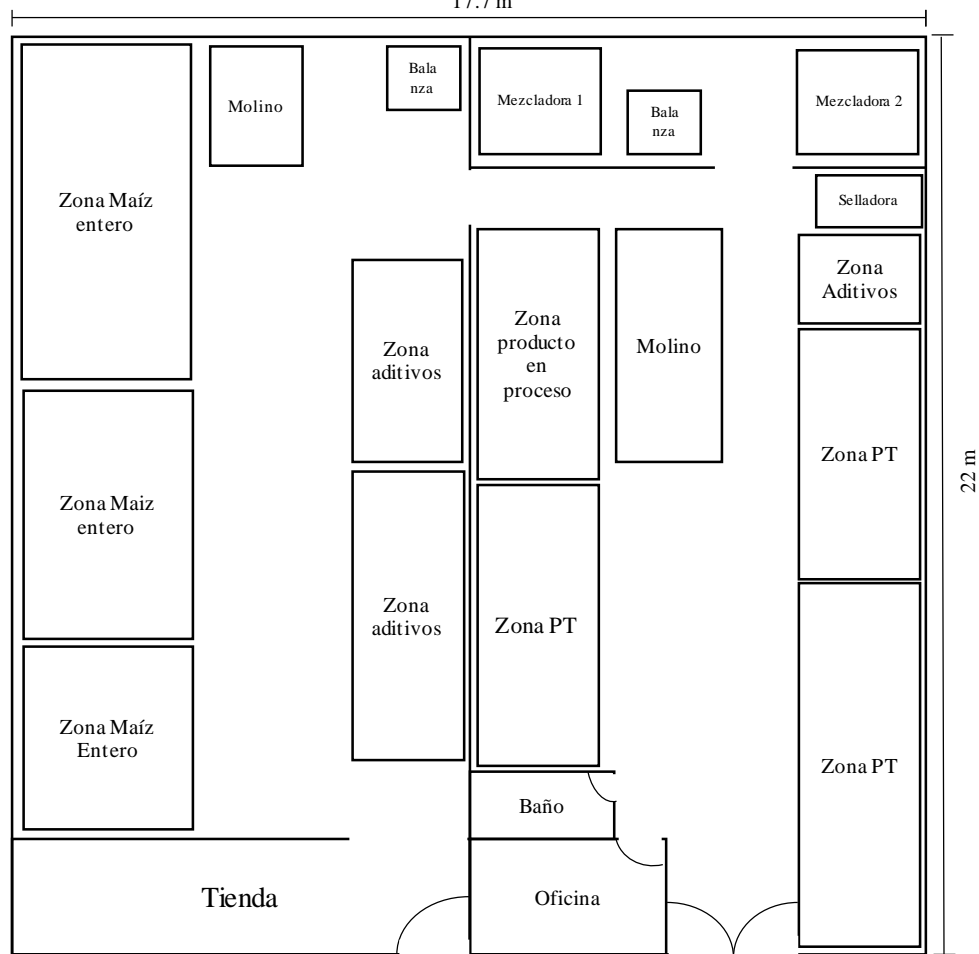 17.7 m
Zona Maíz
entero
Molino
Bala
nza
Mezcladora 1
Bala
nza
Mezcladora 2
Selladora
Zona
Aditivos
Zona
aditivos
Zona
producto
en
proceso
Molino
Zona PT
Zona Maiz
entero
22 m
Zona
aditivos
Zona PT
Zona Maíz
Entero
Zona PT
Baño
Tienda
Oficina